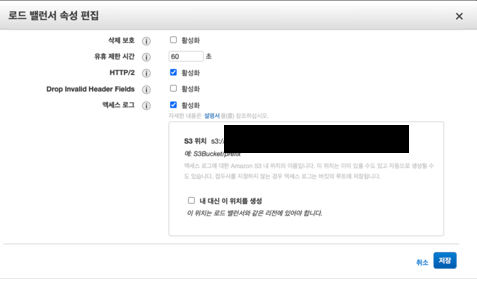 로드 밸런서 속성 편집
삭제 보호 활성화
유휴 제한 시간 60 초
HTTP/2 활성화
Drop Invalid Header Fields 활성화
액세스 로그 활성화
자세한 내용은 설명서 을(를) 참조하십시오.
S3 위치 s3://
예: S3Bucket/prefix
액세스 로그에 대한 Amazon S3 내 위치의 이름입니다. 이 위치는 이미 있을 수도 있고 자동으로 생성될 수
도 있습니다. 접두사를 지정하지 않는 경우 액세스 로그는 버킷의 루트에 저장됩니다.
내 대신 이 위치를 생성
이 위치는 로드 밸런서와 같은 리전에 있어야 합니다.
취소 저장